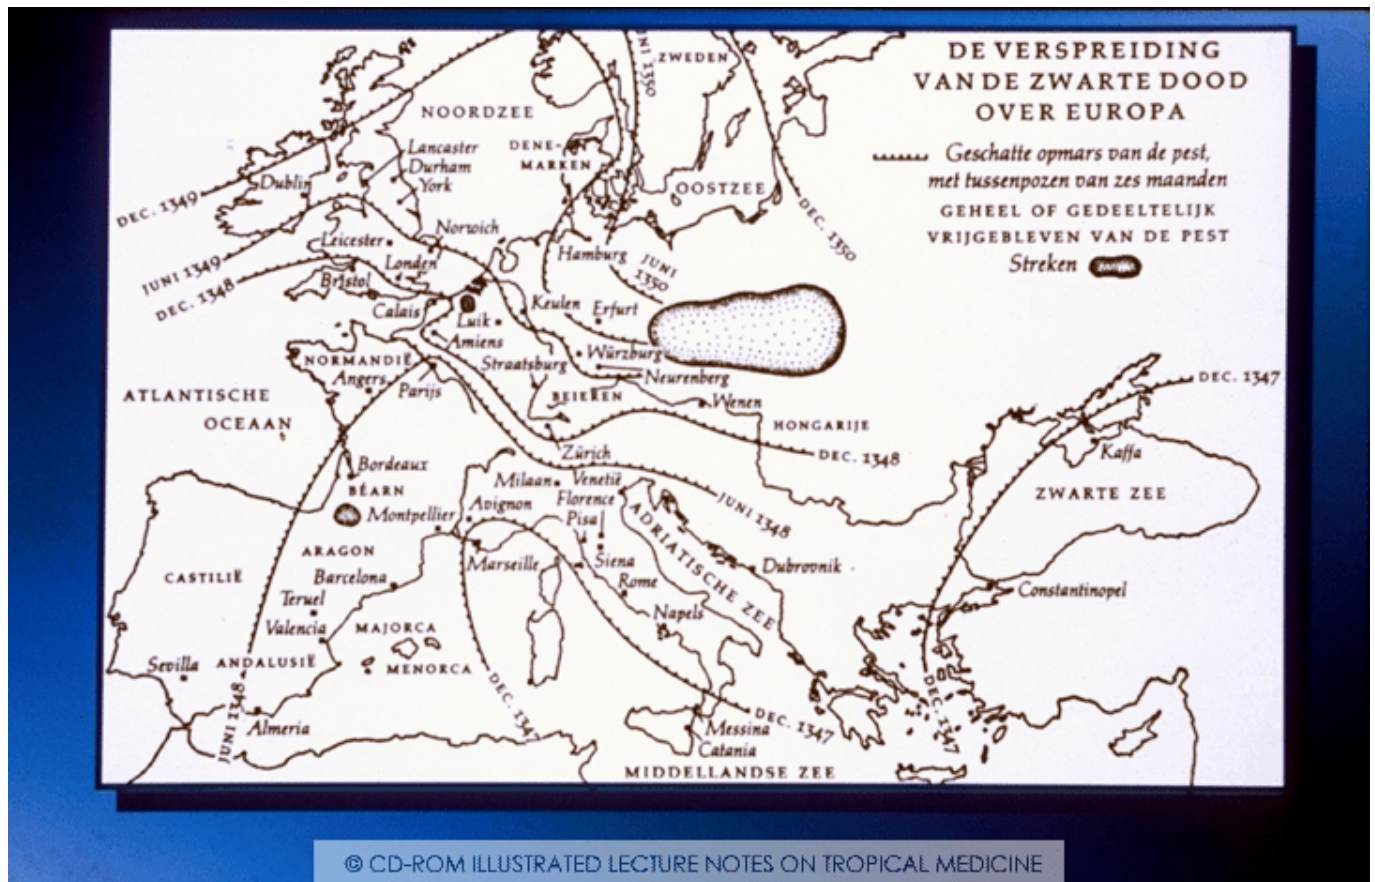 DE VERSPREIDING
VAN DE ZWARTE DOOD
OVER EUROPA
Geschatte opmars van de pest,
met tussenpozen van zes maanden
GEHEEL OF GEDEELTELIJK
VRIJGEBLEVEN VAN DE PEST
Streken
JUNI 1350
ZWEDEN
NOORDZEE
DENE-
MARKEN
Lancaster
Durham
York
Dublin
OOSTZEE
DEC. 1349
DEC. 1350
Norwich
Leicester
Hamburg
Londen
JUNI
1350
JUNI 1349
DEC. 1348
Bristol
Calais
Keulen
Erfurt
Luik
Amiens
NORMANDIË
Straatsburg
Würzburg
Angers
Parijs
Neurenberg
DEC. 1347
ATLANTISCHE
OCEAAN
BEIEREN
Wenen
HONGARIJE
Zürich
DEC. 1348
Kaffa
Bordeaux
BÉARN
Milaan
Venetië
Florence
Pisa
ZWARTE ZEE
Montpellier
Avignon
JUNI 1348
ADRIATISCHE ZEE
ARAGON
CASTILIË
Barcelona
Marseille
Siena
Dubrovnik
Teruel
Rome
Constantinopel
Valencia
MAJORCA
Napels
Sevilla
ANDALUSIË
MENORCA
JUNI 1348
Almeria
DEC. 1347
DEC. 1347
DEC. 1347
Messina
Catania
MIDDELLANDSE ZEE
© CD-ROM ILLUSTRATED LECTURE NOTES ON TROPICAL MEDICINE